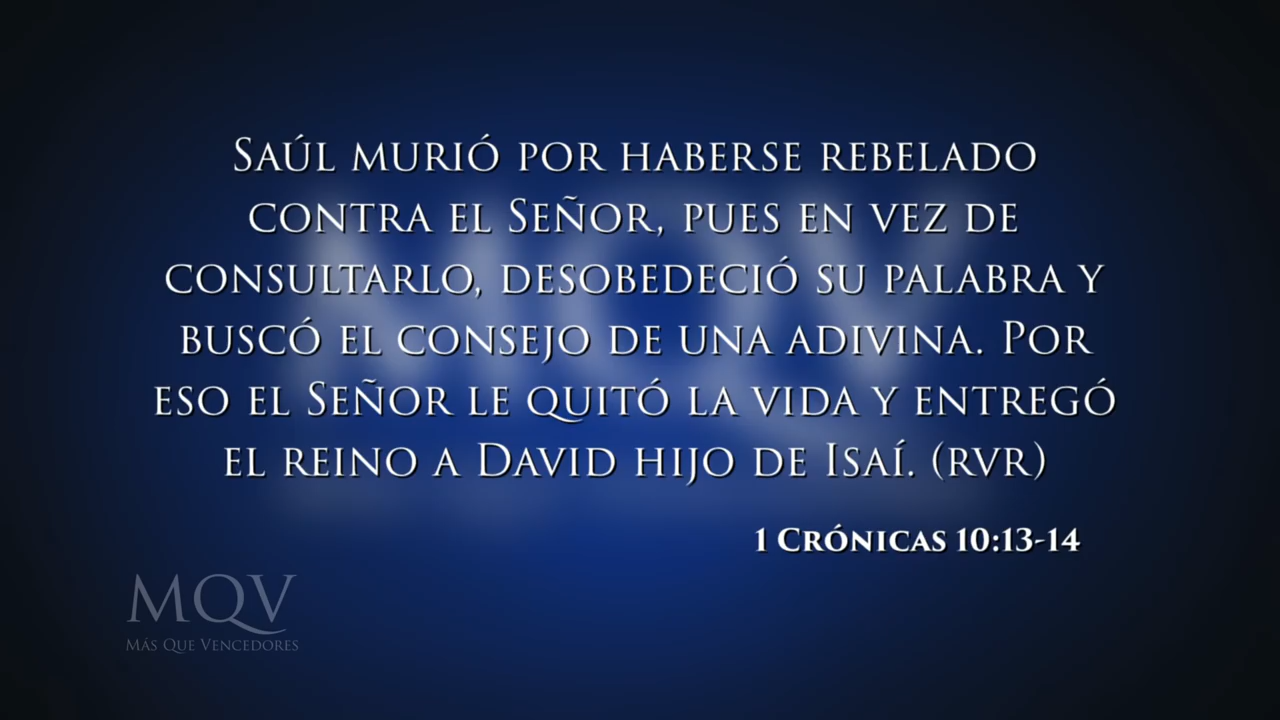 Saúl murió por haberse rebelado
contra el Señor, pues en vez de
consultarlo, desobedeció su palabra y
buscó el consejo de una adivina. Por
eso el Señor le quitó la vida y entregó
el reino a David hijo de Isaí. (rvr)
1 Crónicas 10:13-14
MQV
Más Que Vencedores